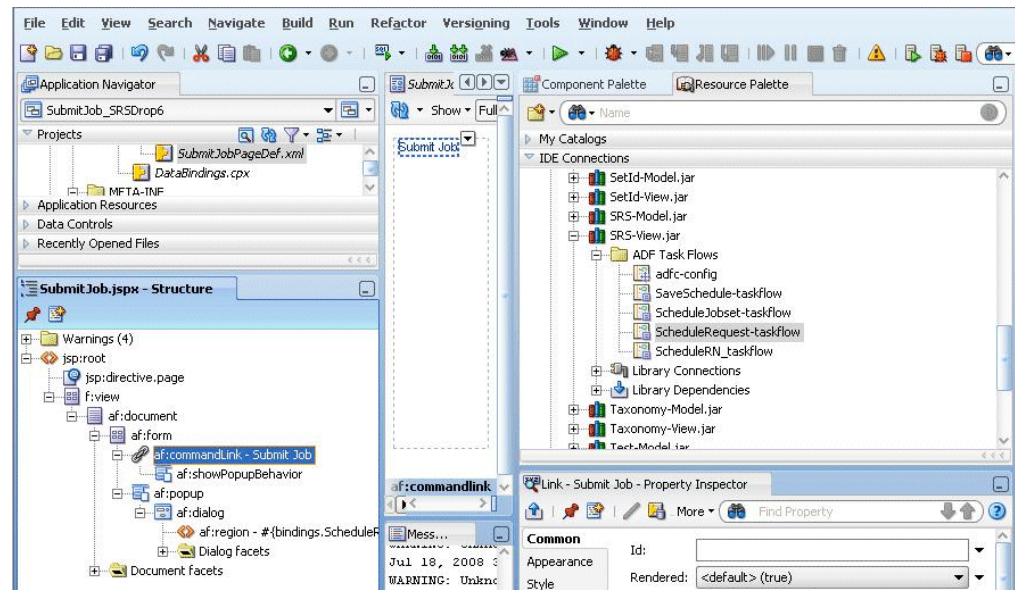 File Edit View Search Navigate Build Run Refactor Versioning Tools Window Help
Application Navigator
SubmitJob_SRSDrop6
Projects
SubmitJobPageDef.xml
DataBindings.cpx
META-INF
Application Resources
Data Controls
Recently Opened Files
SubmitJob.jspx - Structure
Warnings (4)
jsp:root
jsp:directive.page
f:view
af:document
af:form
af:commandLink - Submit Job
af:showPopupBehavior
af:popup
af:dialog
af:region - #{bindings.ScheduleR
Dialog facets
Document facets
SubmitJc
Show Full
Submit Job
af:commandlink
Mess...
Jul 18, 2008 3
WARNING: Unknc
Component Palette Resource Palette
Name
My Catalogs
IDE Connections
SetId-Model.jar
SetId-View.jar
SRS-Model.jar
SRS-View.jar
ADF Task Flows
adfc-config
SaveSchedule-taskflow
ScheduleJobset-taskflow
ScheduleRequest-taskflow
ScheduleRN_taskflow
Library Connections
Library Dependencies
Taxonomy-Model.jar
Taxonomy-View.jar
Test-Model.jar
Link - Submit Job - Property Inspector
More Find Property
Common
Appearance
Style
Id:
Rendered: <default> (true)